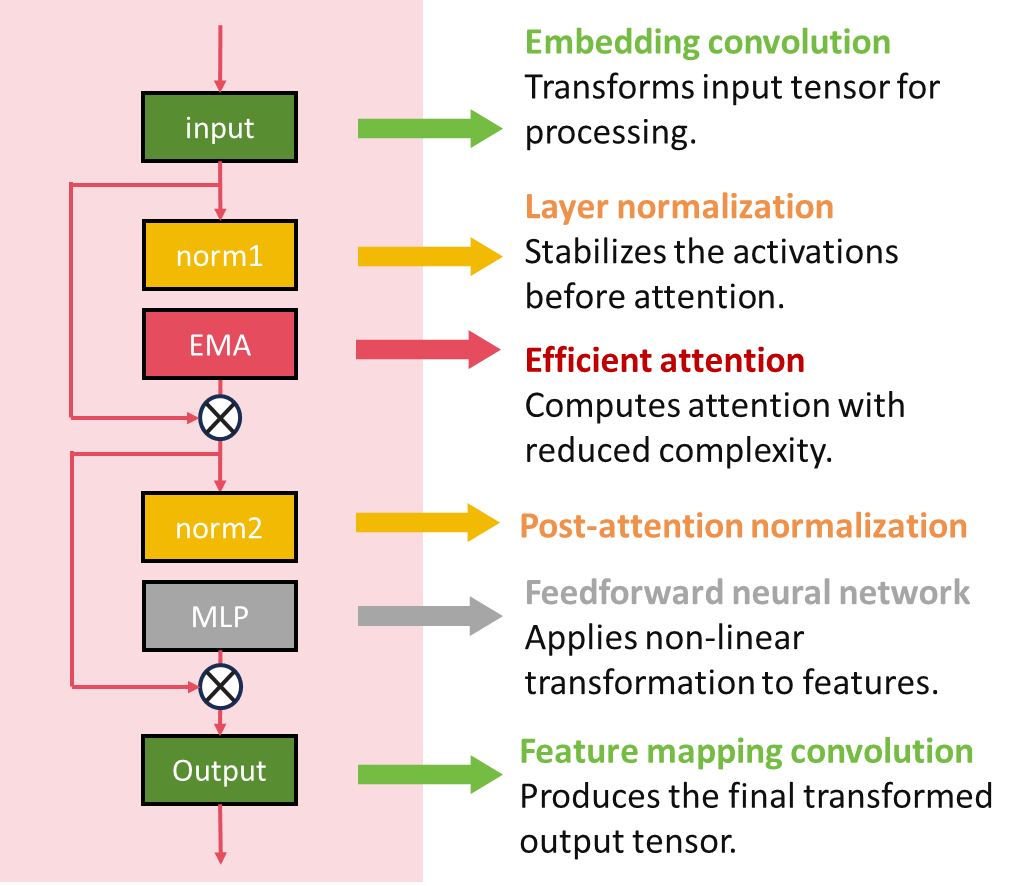 input
Embedding convolution
Transforms input tensor for
processing.
norm1
Layer normalization
Stabilizes the activations
before attention.
EMA
Efficient attention
Computes attention with
reduced complexity.
norm2
Post-attention normalization
MLP
Feedforward neural network
Applies non-linear
transformation to features.
Output
Feature mapping convolution
Produces the final transformed
output tensor.